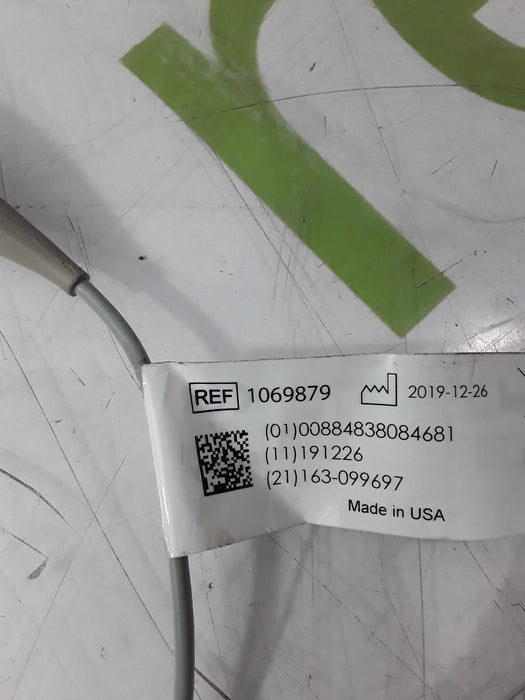 REF 1069879 2019-12-26
(01)00884838084681
(11)191226
(21)163-099697
Made in USA